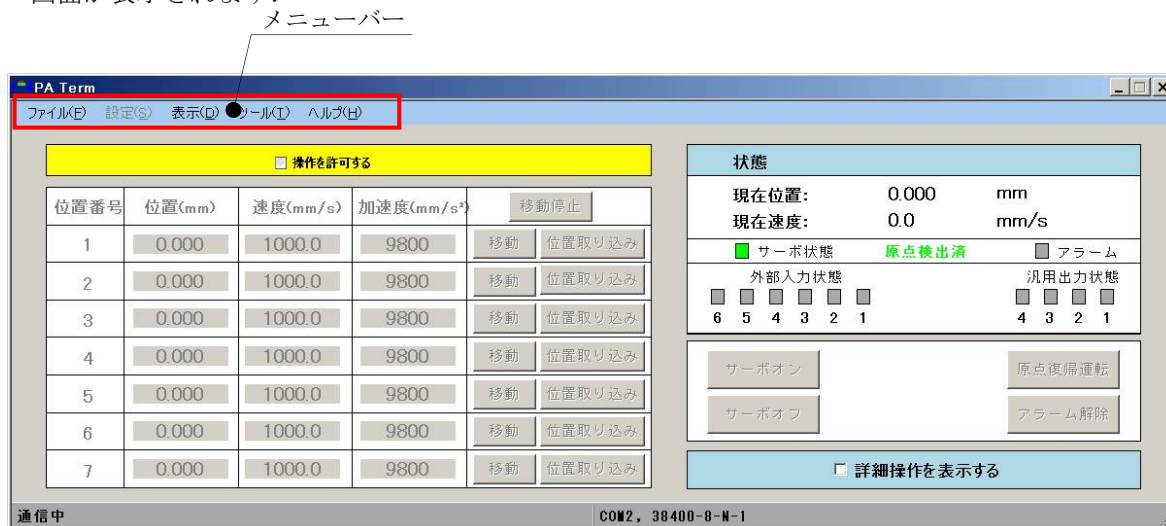 画面が表示されます.
メニューバー
PA Term
ファイル(F) 設定(S) 表示(D) ツール(T) ヘルプ(H)
操作を許可する
位置番号 位置(mm) 速度(mm/s) 加速度(mm/s²) 移動停止
1 0.000 1000.0 9800 移動 位置取り込み
2 0.000 1000.0 9800 移動 位置取り込み
3 0.000 1000.0 9800 移動 位置取り込み
4 0.000 1000.0 9800 移動 位置取り込み
5 0.000 1000.0 9800 移動 位置取り込み
6 0.000 1000.0 9800 移動 位置取り込み
7 0.000 1000.0 9800 移動 位置取り込み
状態
現在位置: 0.000 mm
現在速度: 0.0 mm/s
サーボ状態 原点検出済 アラーム
外部入力状態 汎用出力状態
6 5 4 3 2 1 4 3 2 1
サーボオン 原点復帰運転
サーボオフ アラーム解除
詳細操作を表示する
通信中 COM2, 38400-8-N-1